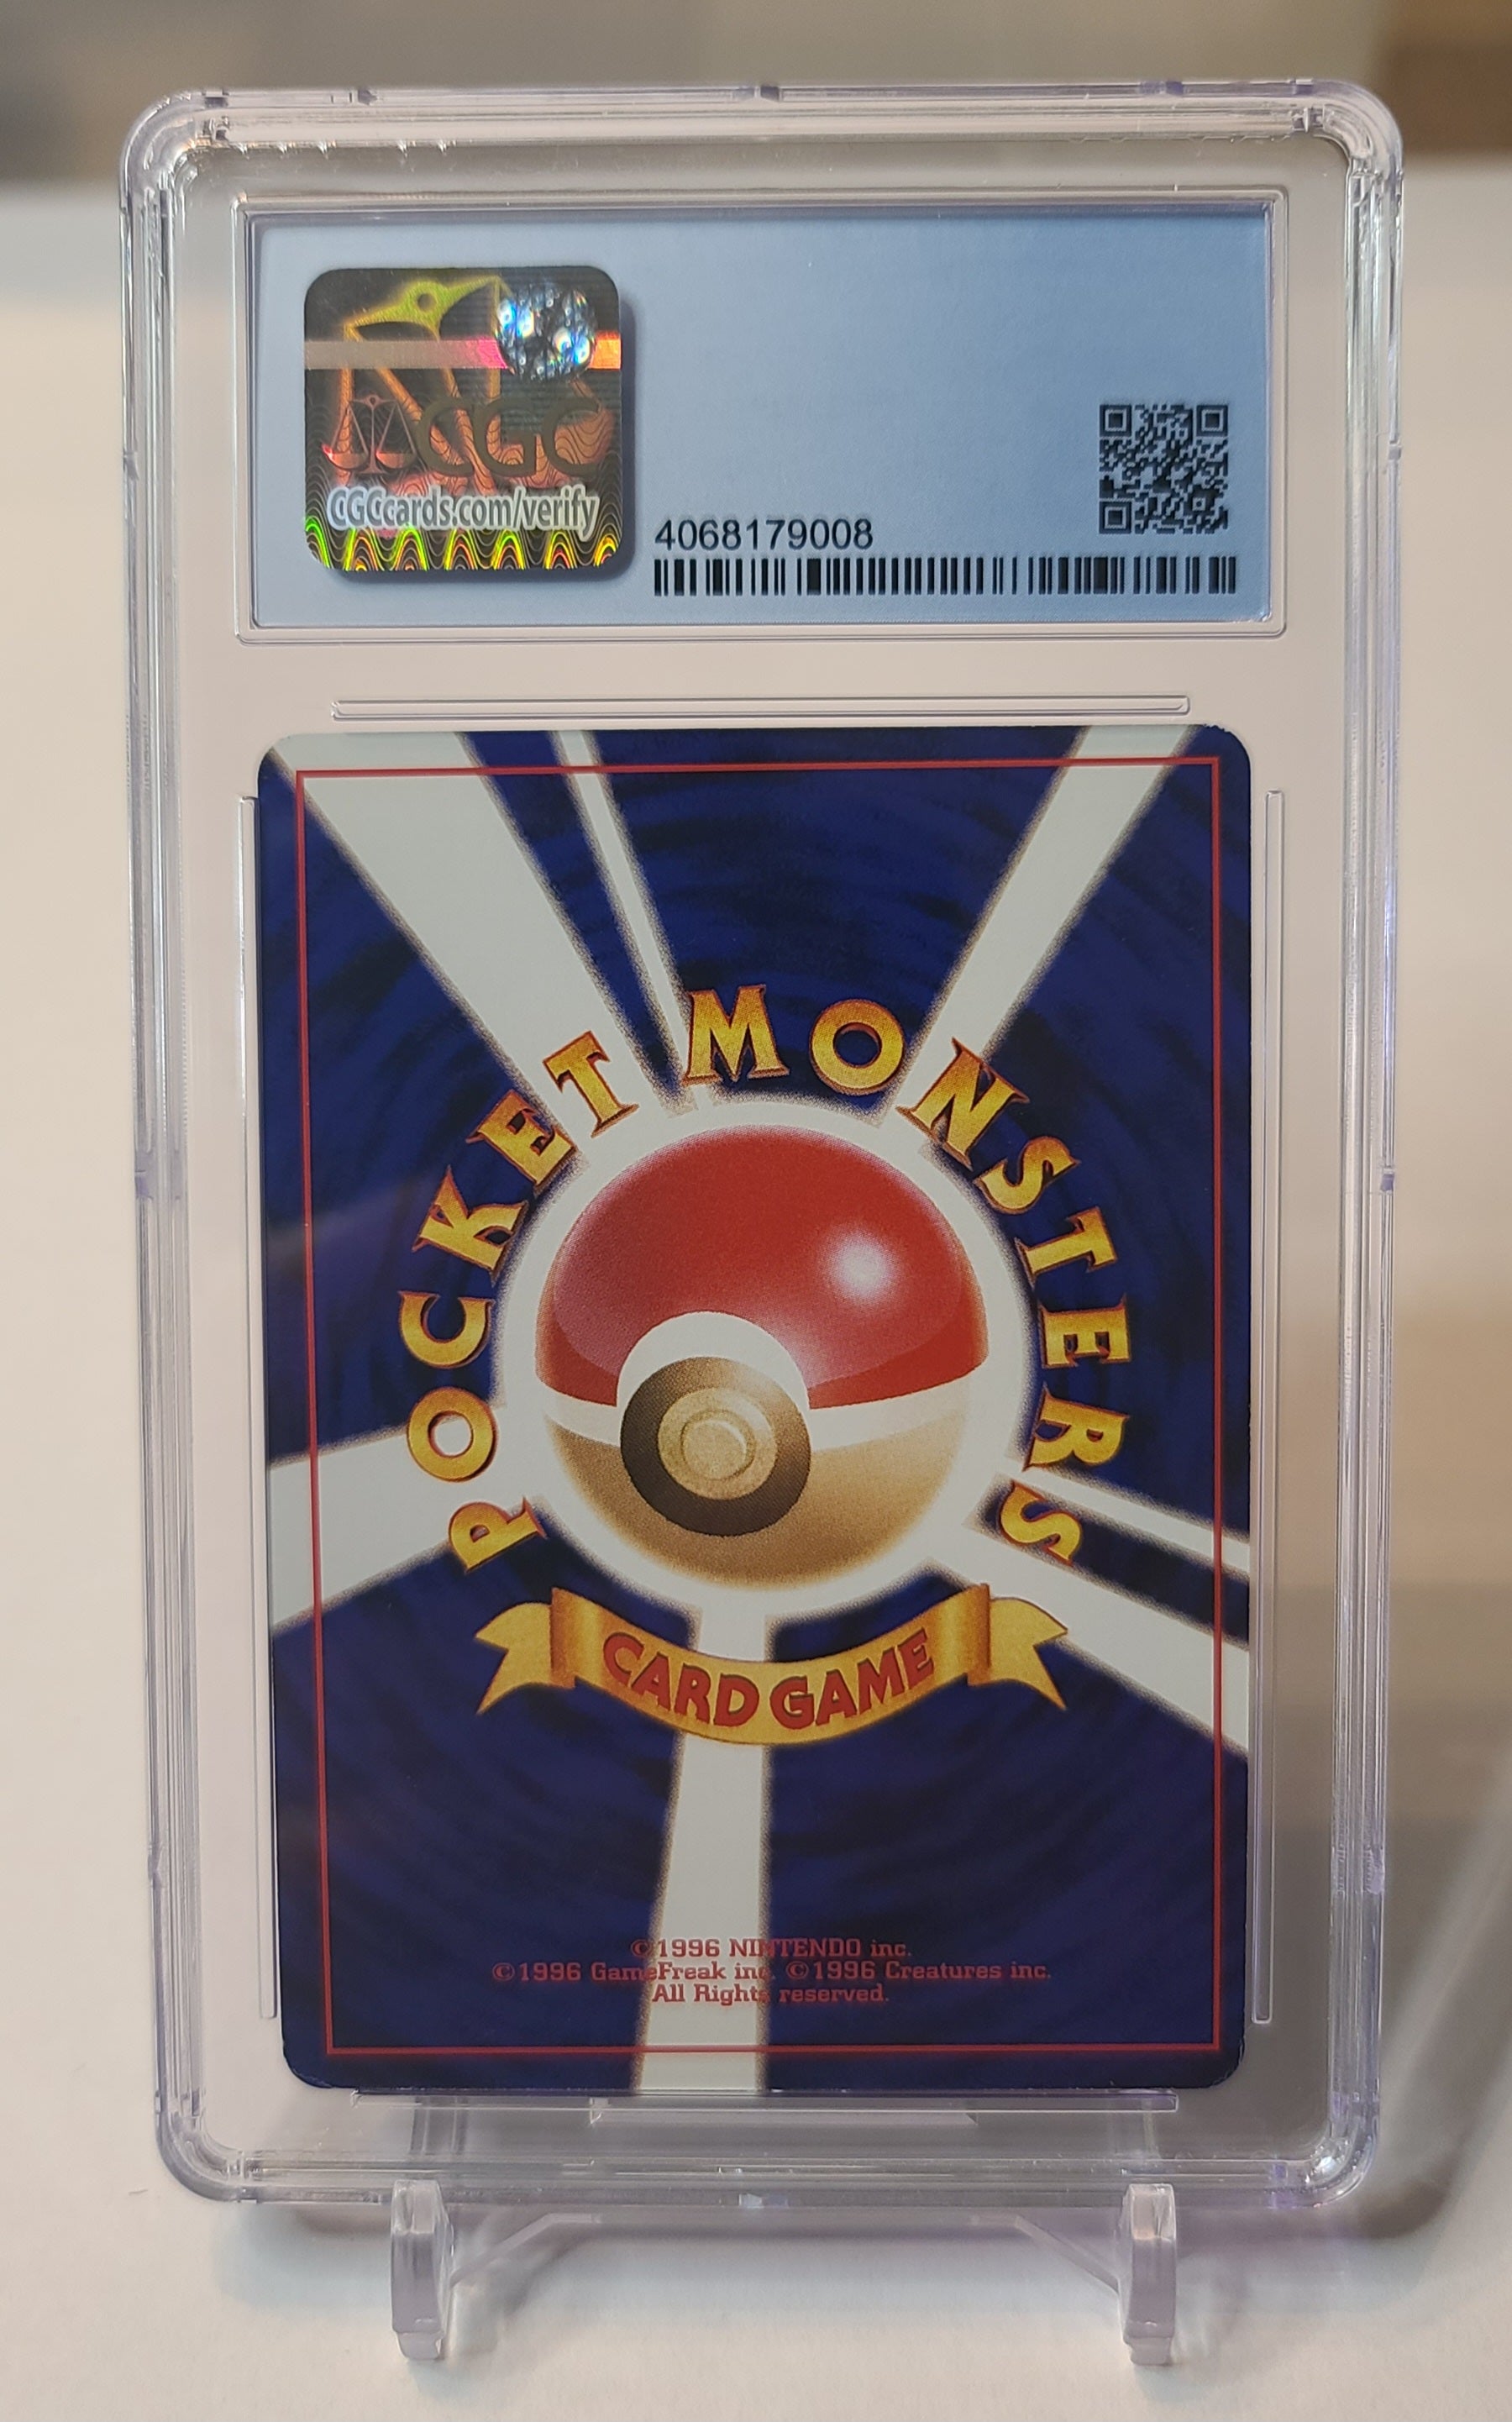 CGC
CGCcards.com/verify
4068179008
POCKET MONSTERS
CARD GAME
©1996 NINTENDO inc.
©1996 GameFreak inc. ©1996 Creatures inc.
All Rights reserved.